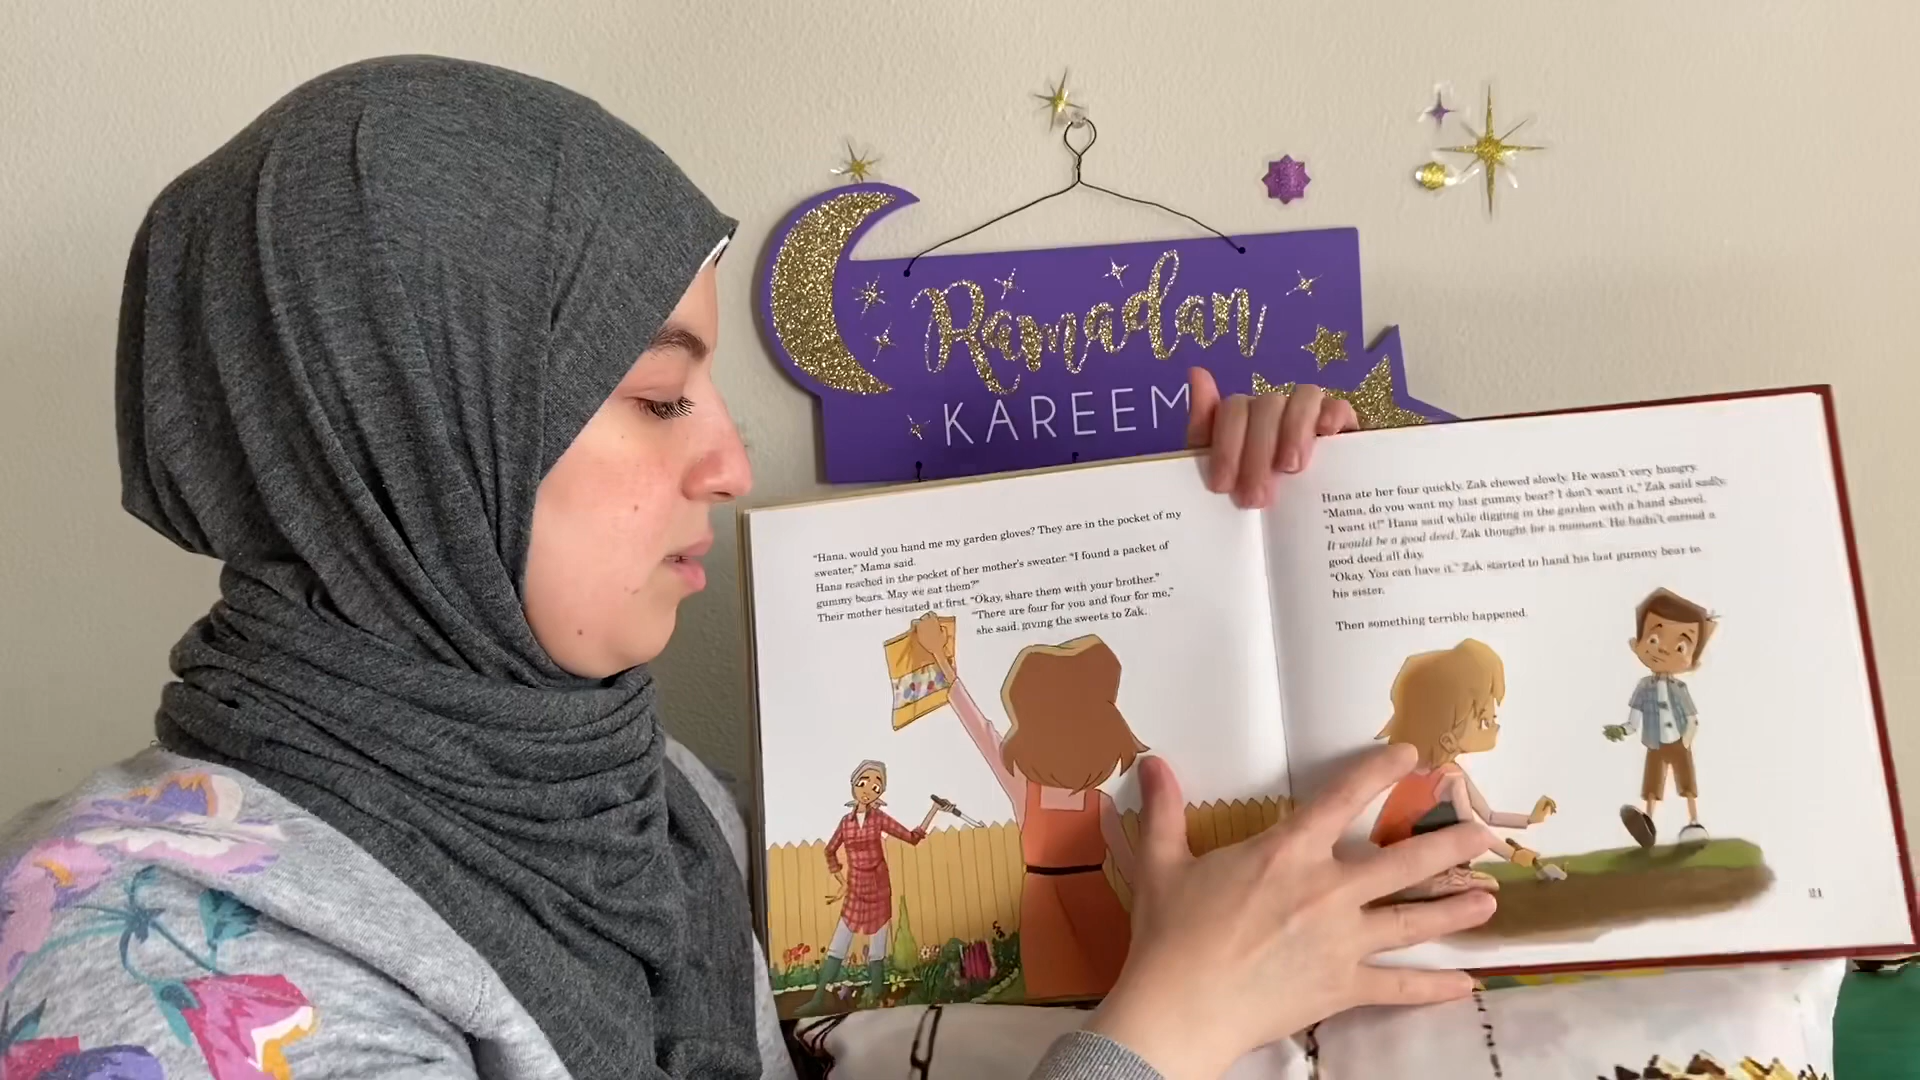 Ramadan
KAREEM
"Hana, would you hand me my garden gloves? They are in the pocket of my
sweater," Mama said.
Hana reached in the pocket of her mother's sweater. "I found a packet of
gummy bears. May we eat them?"
Their mother hesitated at first. "Okay, share them with your brother."
"There are four for you and four for me,"
she said, giving the sweets to Zak.
Hana ate her four quickly. Zak chewed slowly. He wasn't very hungry.
"Mama, do you want my last gummy bear? I don't want it," Zak said sadly.
"I want it!" Hana said while digging in the garden with a hand shovel.
It would be a good deed, Zak thought for a moment. He hadn't earned a
good deed all day.
"Okay. You can have it." Zak started to hand his last gummy bear to
his sister.
Then something terrible happened.
21